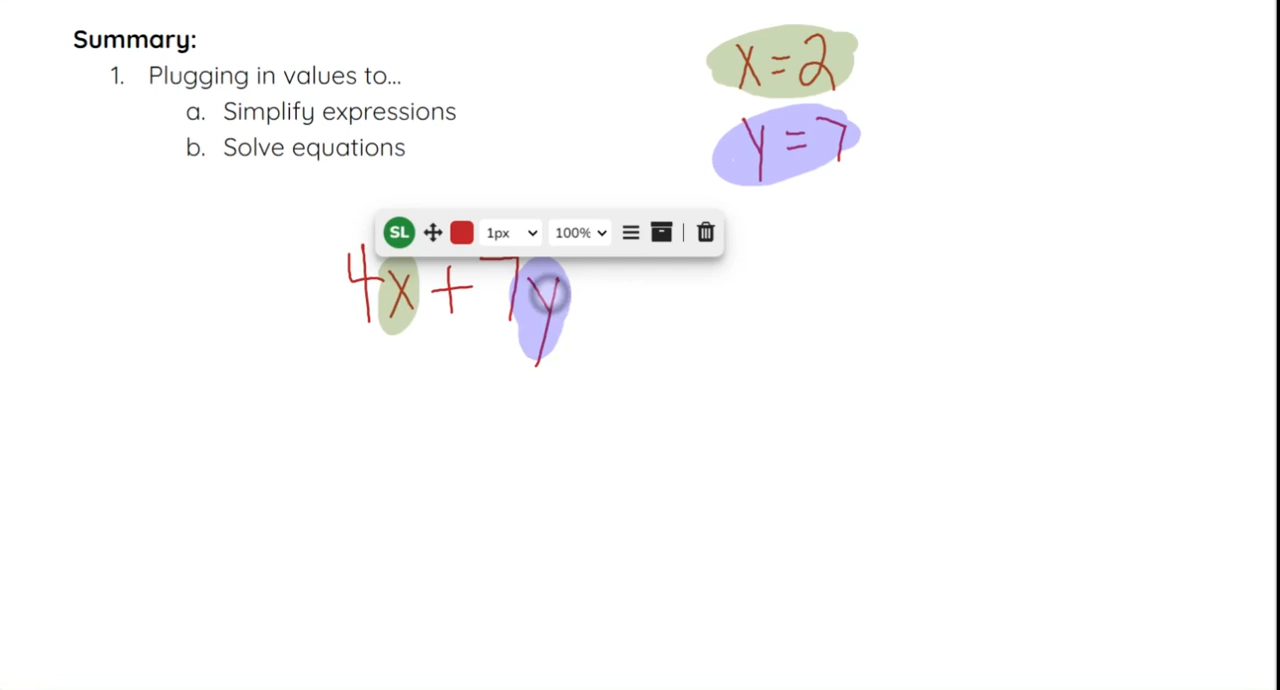 Summary:
1. Plugging in values to...
a. Simplify expressions
b. Solve equations
x=2
y=7
SL 1px 100%
4x+7y